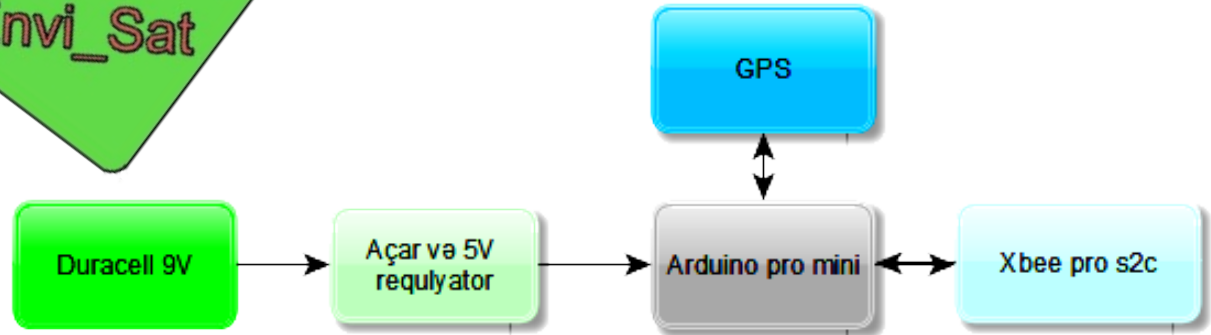 nvi_Sat
GPS
Duracell 9V
Açar və 5V
requlyator
Arduino pro mini
Xbee pro s2c